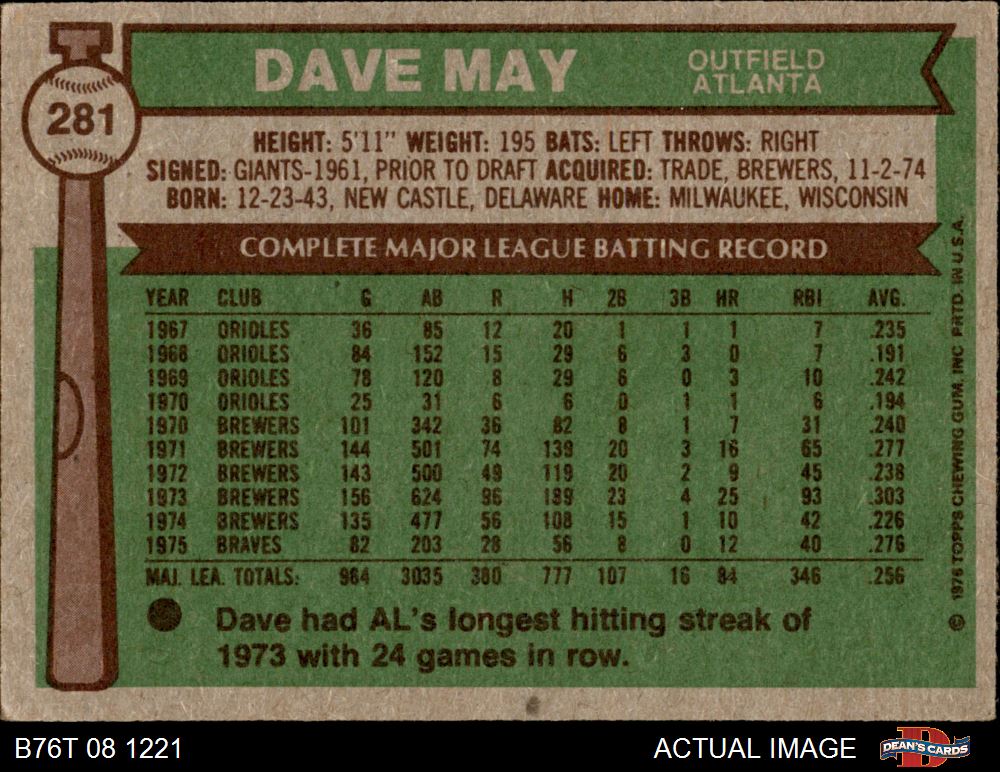 281
DAVE MAY
OUTFIELD
ATLANTA
HEIGHT: 5'11" WEIGHT: 195 BATS: LEFT THROWS: RIGHT
SIGNED: GIANTS-1961, PRIOR TO DRAFT ACQUIRED: TRADE, BREWERS, 11-2-74
BORN: 12-23-43, NEW CASTLE, DELAWARE HOME: MILWAUKEE, WISCONSIN
COMPLETE MAJOR LEAGUE BATTING RECORD
YEAR CLUB G AB R H 2B 3B HR RBI AVG.
1967 ORIOLES 36 85 12 20 1 1 1 7 .235
1968 ORIOLES 84 152 15 29 6 3 0 7 .191
1969 ORIOLES 78 120 8 29 6 0 3 10 .242
1970 ORIOLES 25 31 6 6 0 1 1 6 .194
1970 BREWERS 101 342 36 82 8 1 7 31 .240
1971 BREWERS 144 501 74 139 20 3 16 65 .277
1972 BREWERS 143 500 49 119 20 2 9 45 .238
1973 BREWERS 156 624 96 189 23 4 25 93 .303
1974 BREWERS 135 477 56 108 15 1 10 42 .226
1975 BRAVES 82 203 28 56 8 0 12 40 .276
MAJ. LEA. TOTALS: 984 3035 380 777 107 16 84 346 .256
Dave had AL's longest hitting streak of
1973 with 24 games in row.
© 1976 TOPPS CHEWING GUM, INC PRTD. IN U.S.A.
B76T 08 1221
ACTUAL IMAGE
DEAN'S CARDS